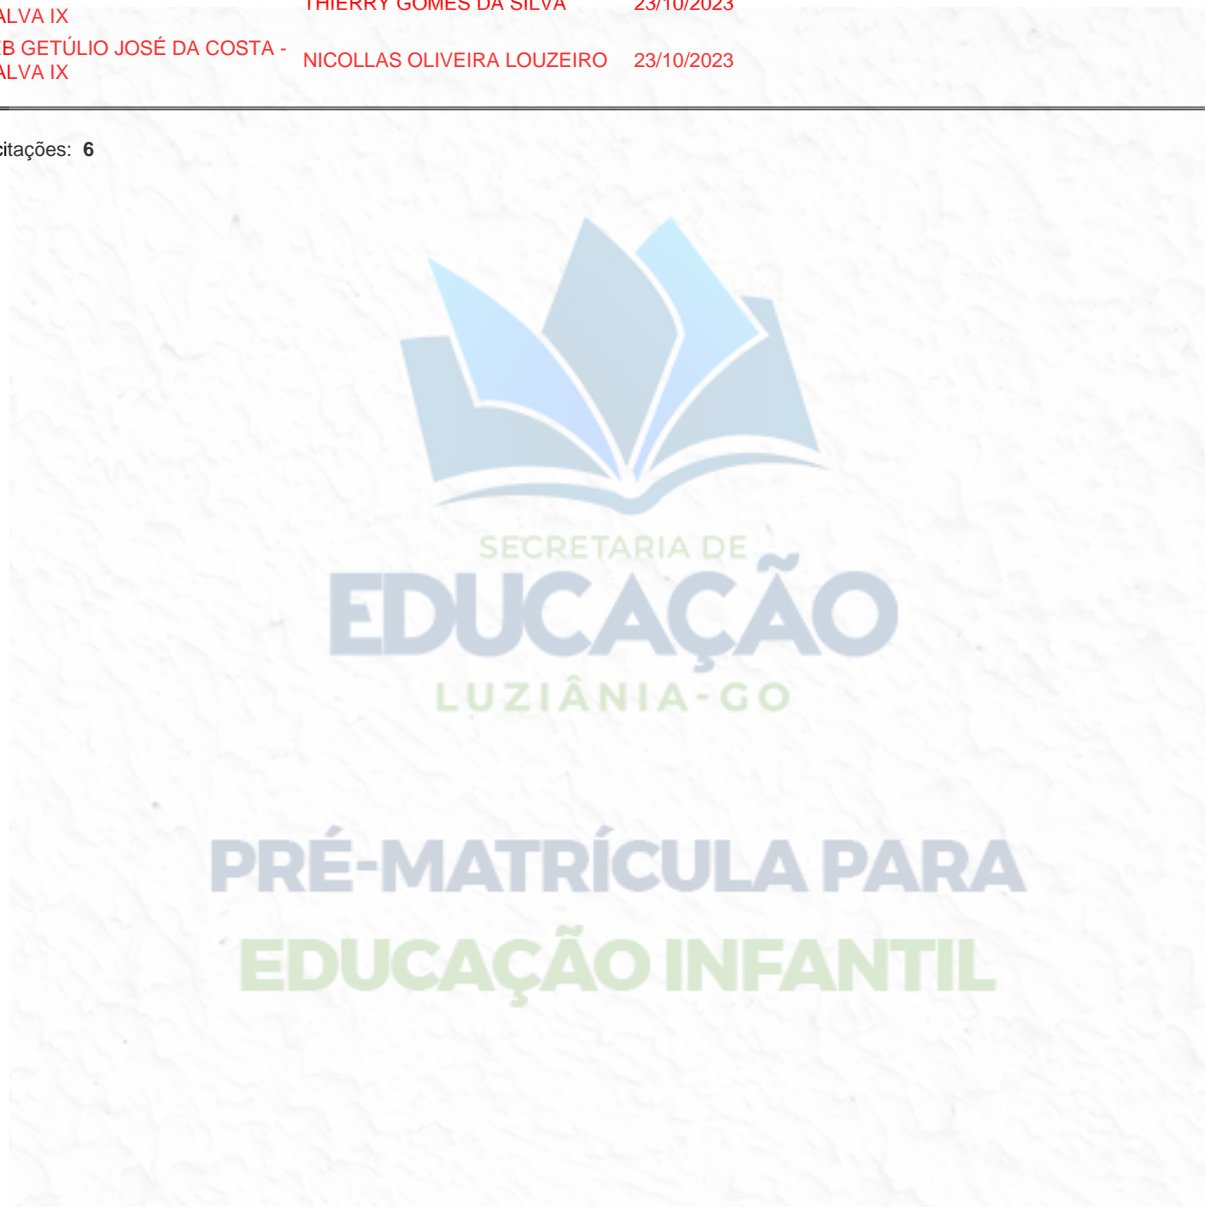 ALVA IX
THIERRY GOMES DA SILVA 23/10/2023
EB GETÚLIO JOSÉ DA COSTA -
ALVA IX
NICOLLAS OLIVEIRA LOUZEIRO 23/10/2023
citações: 6
SECRETARIA DE
EDUCAÇÃO
LUZIÂNIA-GO
PRÉ-MATRÍCULA PARA
EDUCAÇÃO INFANTIL